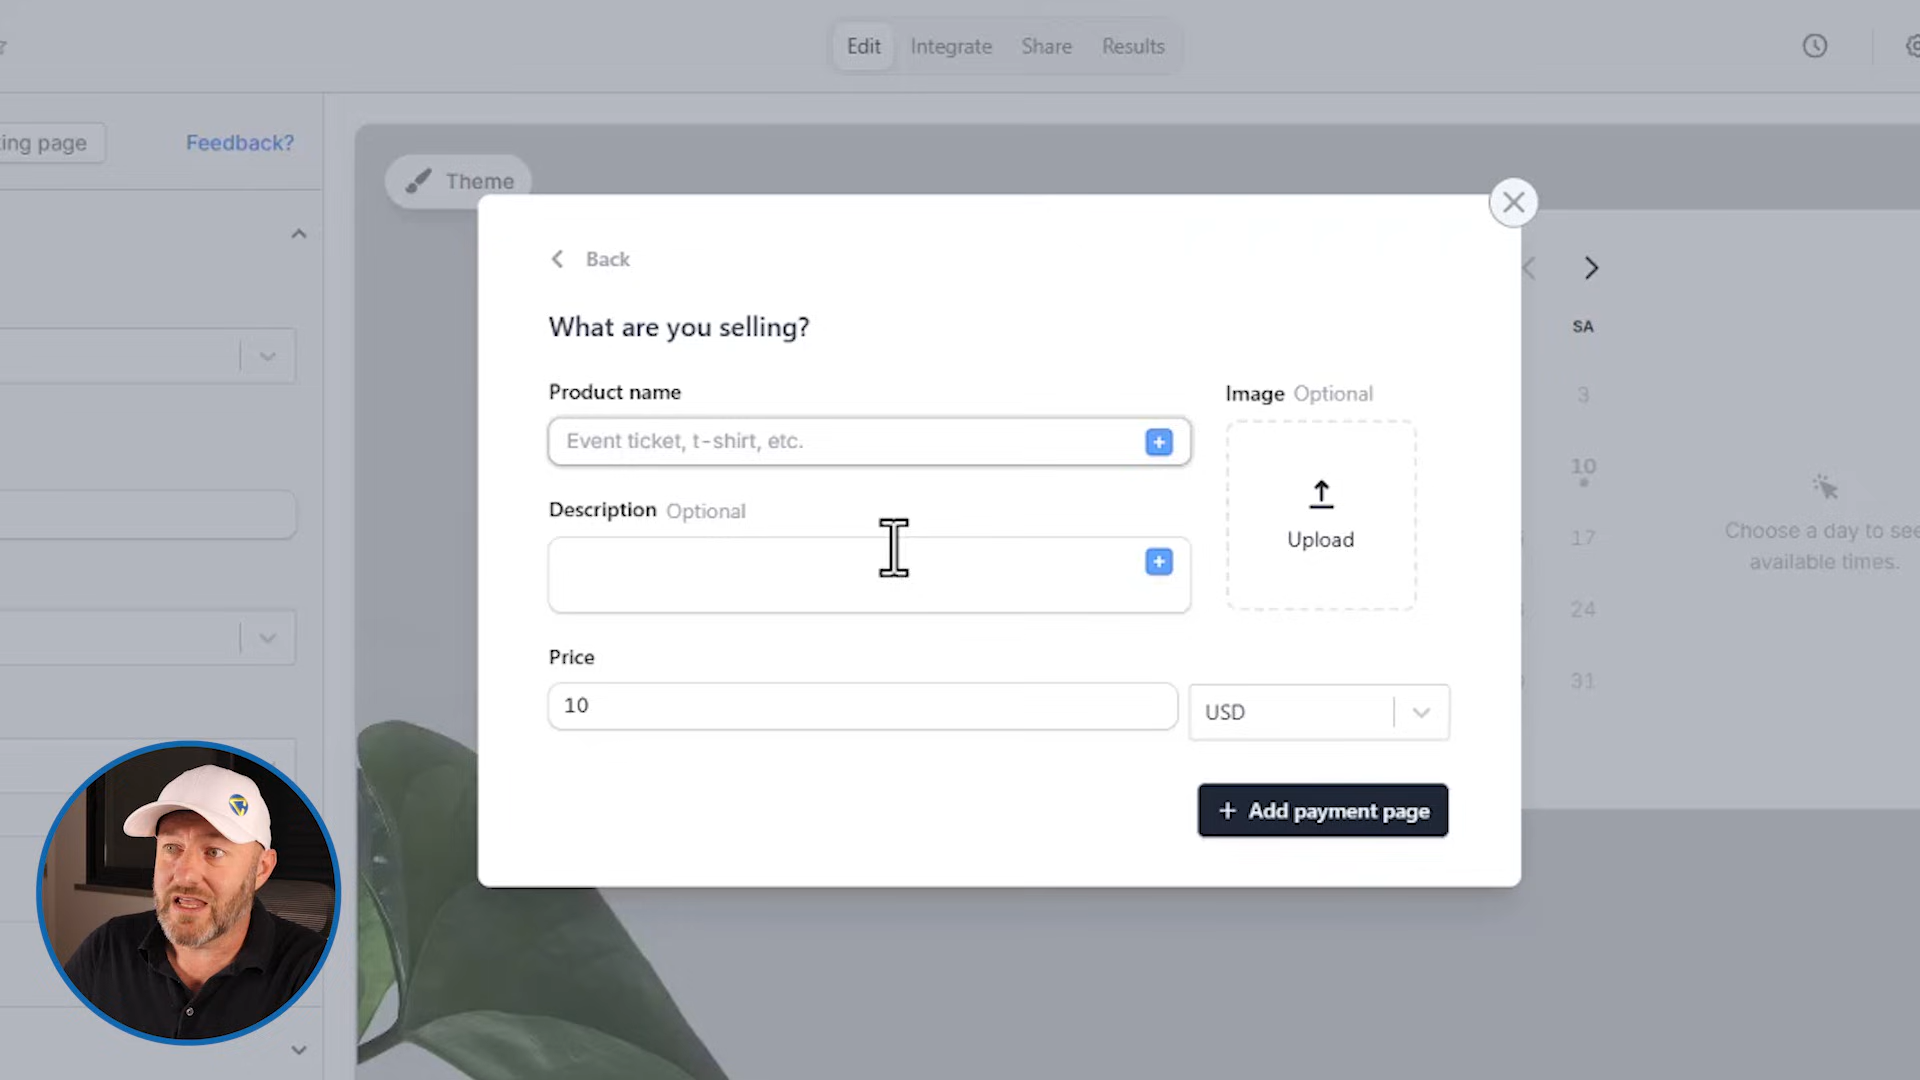 Edit Integrate Share Results
ing page Feedback?
Theme
Back
What are you selling?
Product name
Event ticket, t-shirt, etc.
Description Optional
Price
10
USD
+ Add payment page
Image Optional
Upload
SA
3
10
17
24
31
Choose a day to see
available times.